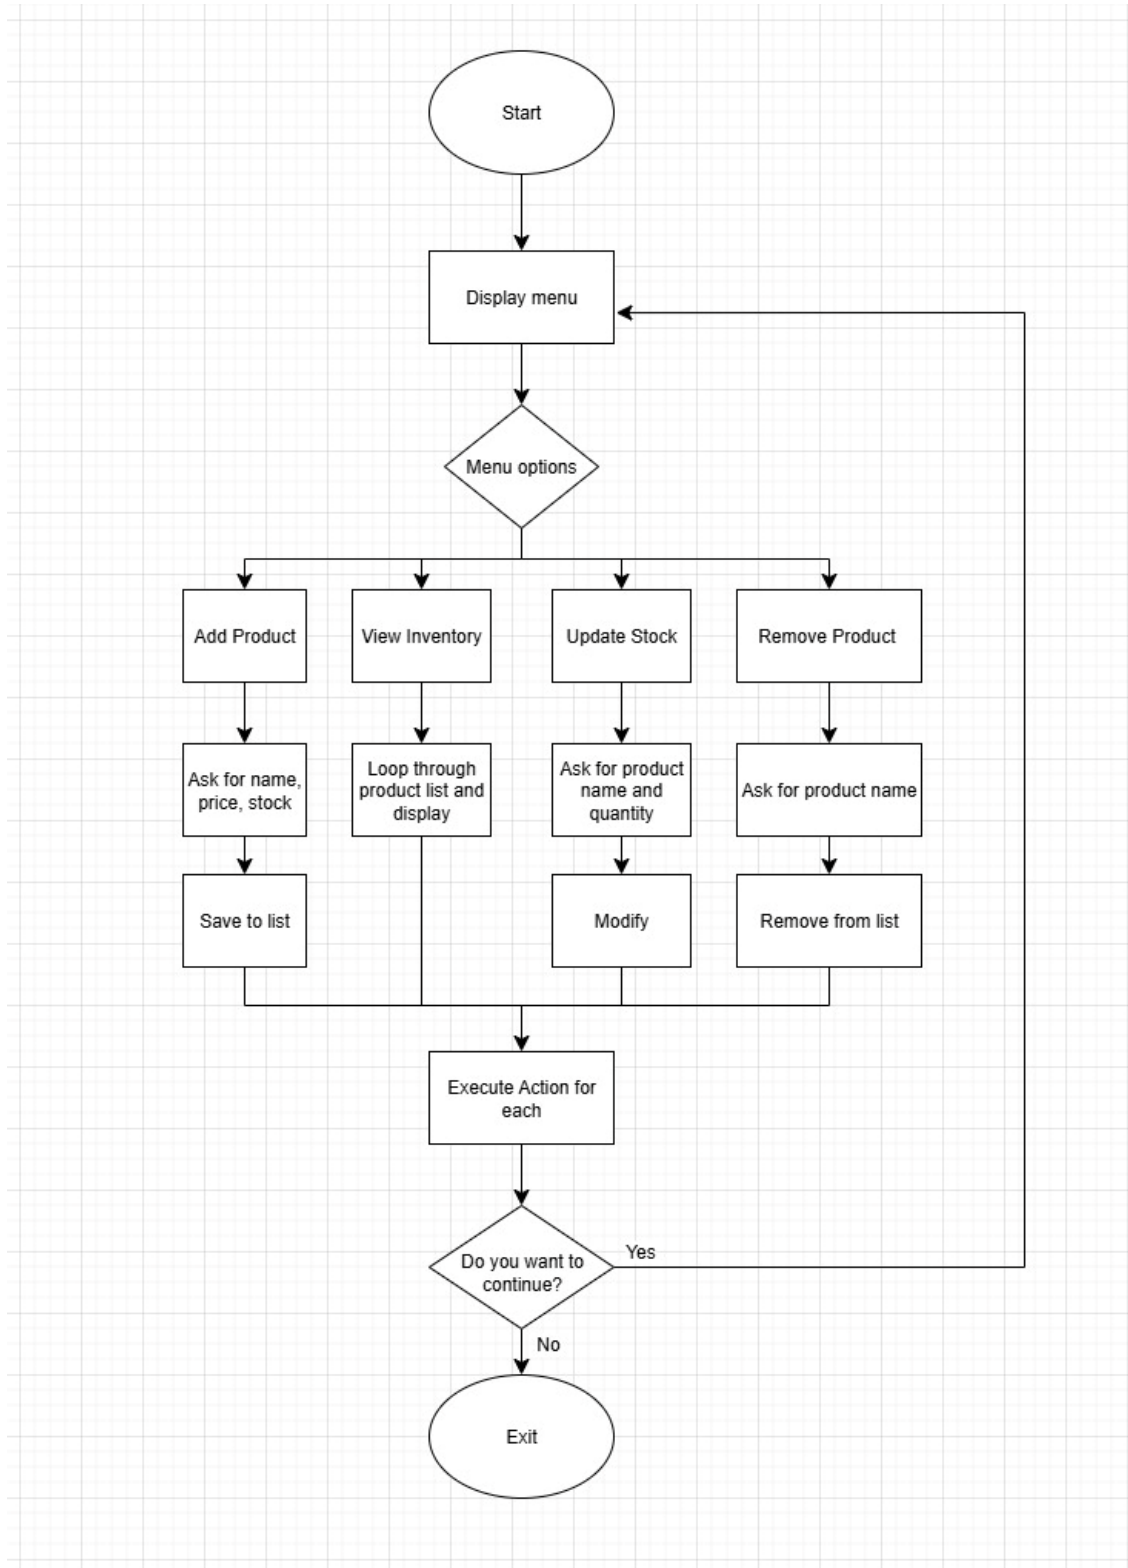 Start
Display menu
Menu options
Add Product
View Inventory
Update Stock
Remove Product
Ask for name,
price, stock
Loop through
product list and
display
Ask for product
name and
quantity
Ask for product name
Save to list
Modify
Remove from list
Execute Action for
each
Do you want to
continue?
Yes
No
Exit